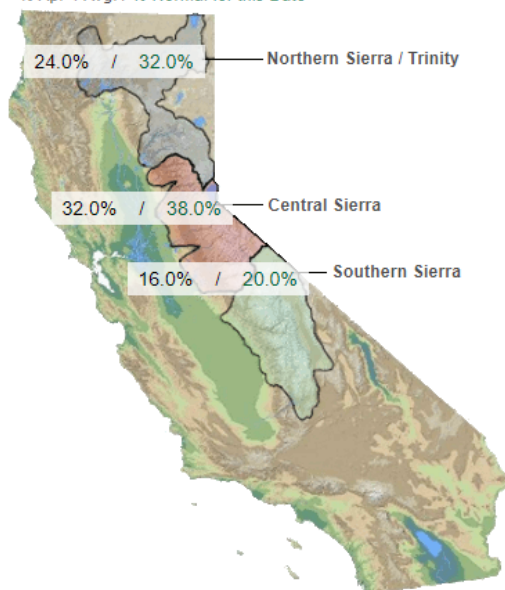 24.0% / 32.0% Northern Sierra / Trinity
32.0% / 38.0% Central Sierra
16.0% / 20.0% Southern Sierra